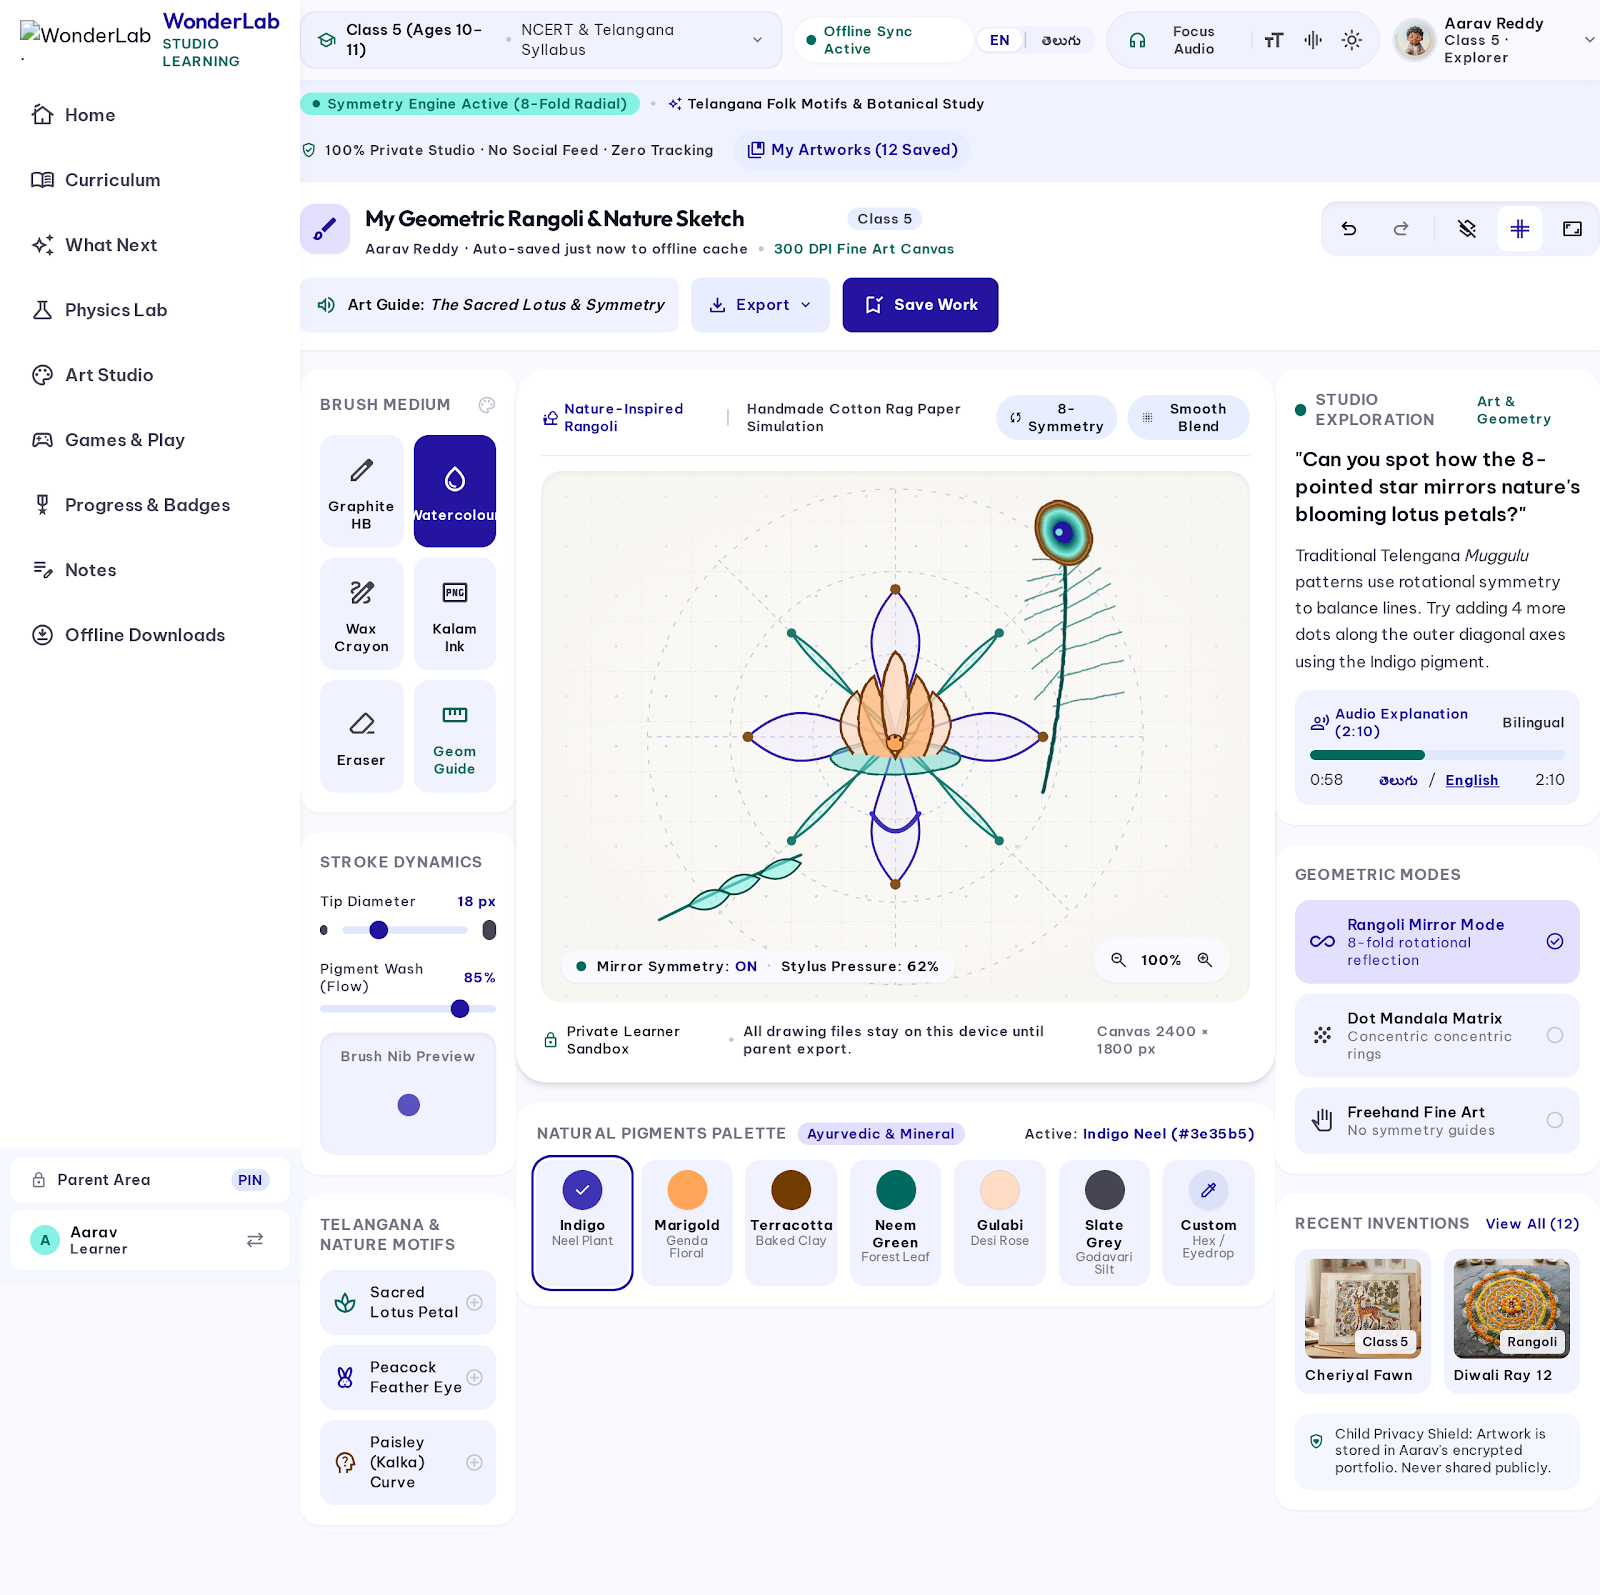 WonderLab
WonderLab
STUDIO
LEARNING
Home
Curriculum
What Next
Physics Lab
Art Studio
Games & Play
Progress & Badges
Notes
Offline Downloads
Parent Area
PIN
A
Aarav
Learner
Class 5 (Ages 10–
11)
NCERT & Telangana
Syllabus
Offline Sync
Active
EN
తెలుగు
Focus
Audio
Aarav Reddy
Class 5 ·
Explorer
Symmetry Engine Active (8-Fold Radial)
Telangana Folk Motifs & Botanical Study
100% Private Studio · No Social Feed · Zero Tracking
My Artworks (12 Saved)
My Geometric Rangoli & Nature Sketch
Class 5
Aarav Reddy · Auto-saved just now to offline cache
300 DPI Fine Art Canvas
Art Guide: The Sacred Lotus & Symmetry
Export
Save Work
BRUSH MEDIUM
Graphite
HB
Watercolour
Wax
Crayon
PNG
Kalam
Ink
Eraser
Geom
Guide
STROKE DYNAMICS
Tip Diameter
18 px
Pigment Wash
(Flow)
85%
Brush Nib Preview
TELANGANA &
NATURE MOTIFS
Sacred
Lotus Petal
Peacock
Feather Eye
Paisley
(Kalka)
Curve
Nature-Inspired
Rangoli
Handmade Cotton Rag Paper
Simulation
8-
Symmetry
Smooth
Blend
Mirror Symmetry: ON · Stylus Pressure: 62%
100%
Private Learner
Sandbox
All drawing files stay on this device until
parent export.
Canvas 2400 ×
1800 px
NATURAL PIGMENTS PALETTE
Ayurvedic & Mineral
Active: Indigo Neel (#3e35b5)
Indigo
Neel Plant
Marigold
Genda
Floral
Terracotta
Baked Clay
Neem
Green
Forest Leaf
Gulabi
Desi Rose
Slate
Grey
Godavari
Silt
Custom
Hex /
Eyedrop
STUDIO
EXPLORATION
Art &
Geometry
"Can you spot how the 8-
pointed star mirrors nature's
blooming lotus petals?"
Traditional Telengana Muggulu
patterns use rotational symmetry
to balance lines. Try adding 4 more
dots along the outer diagonal axes
using the Indigo pigment.
Audio Explanation
(2:10)
Bilingual
0:58
తెలుగు / English
2:10
GEOMETRIC MODES
Rangoli Mirror Mode
8-fold rotational
reflection
Dot Mandala Matrix
Concentric concentric
rings
Freehand Fine Art
No symmetry guides
RECENT INVENTIONS
View All (12)
Class 5
Cheriyal Fawn
Rangoli
Diwali Ray 12
Child Privacy Shield: Artwork is
stored in Aarav's encrypted
portfolio. Never shared publicly.